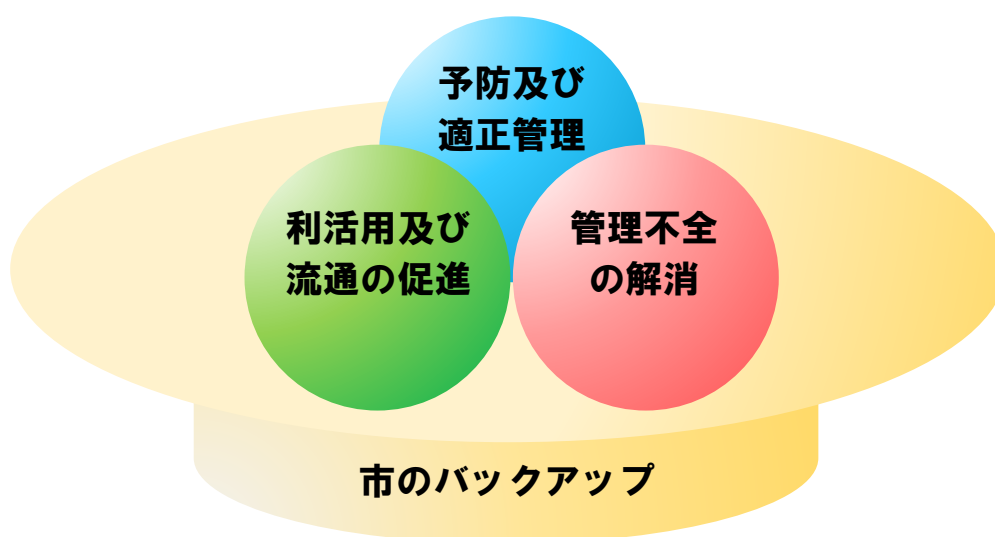 予防及び
適正管理
利活用及び
流通の促進
管理不全
の解消
市のバックアップ